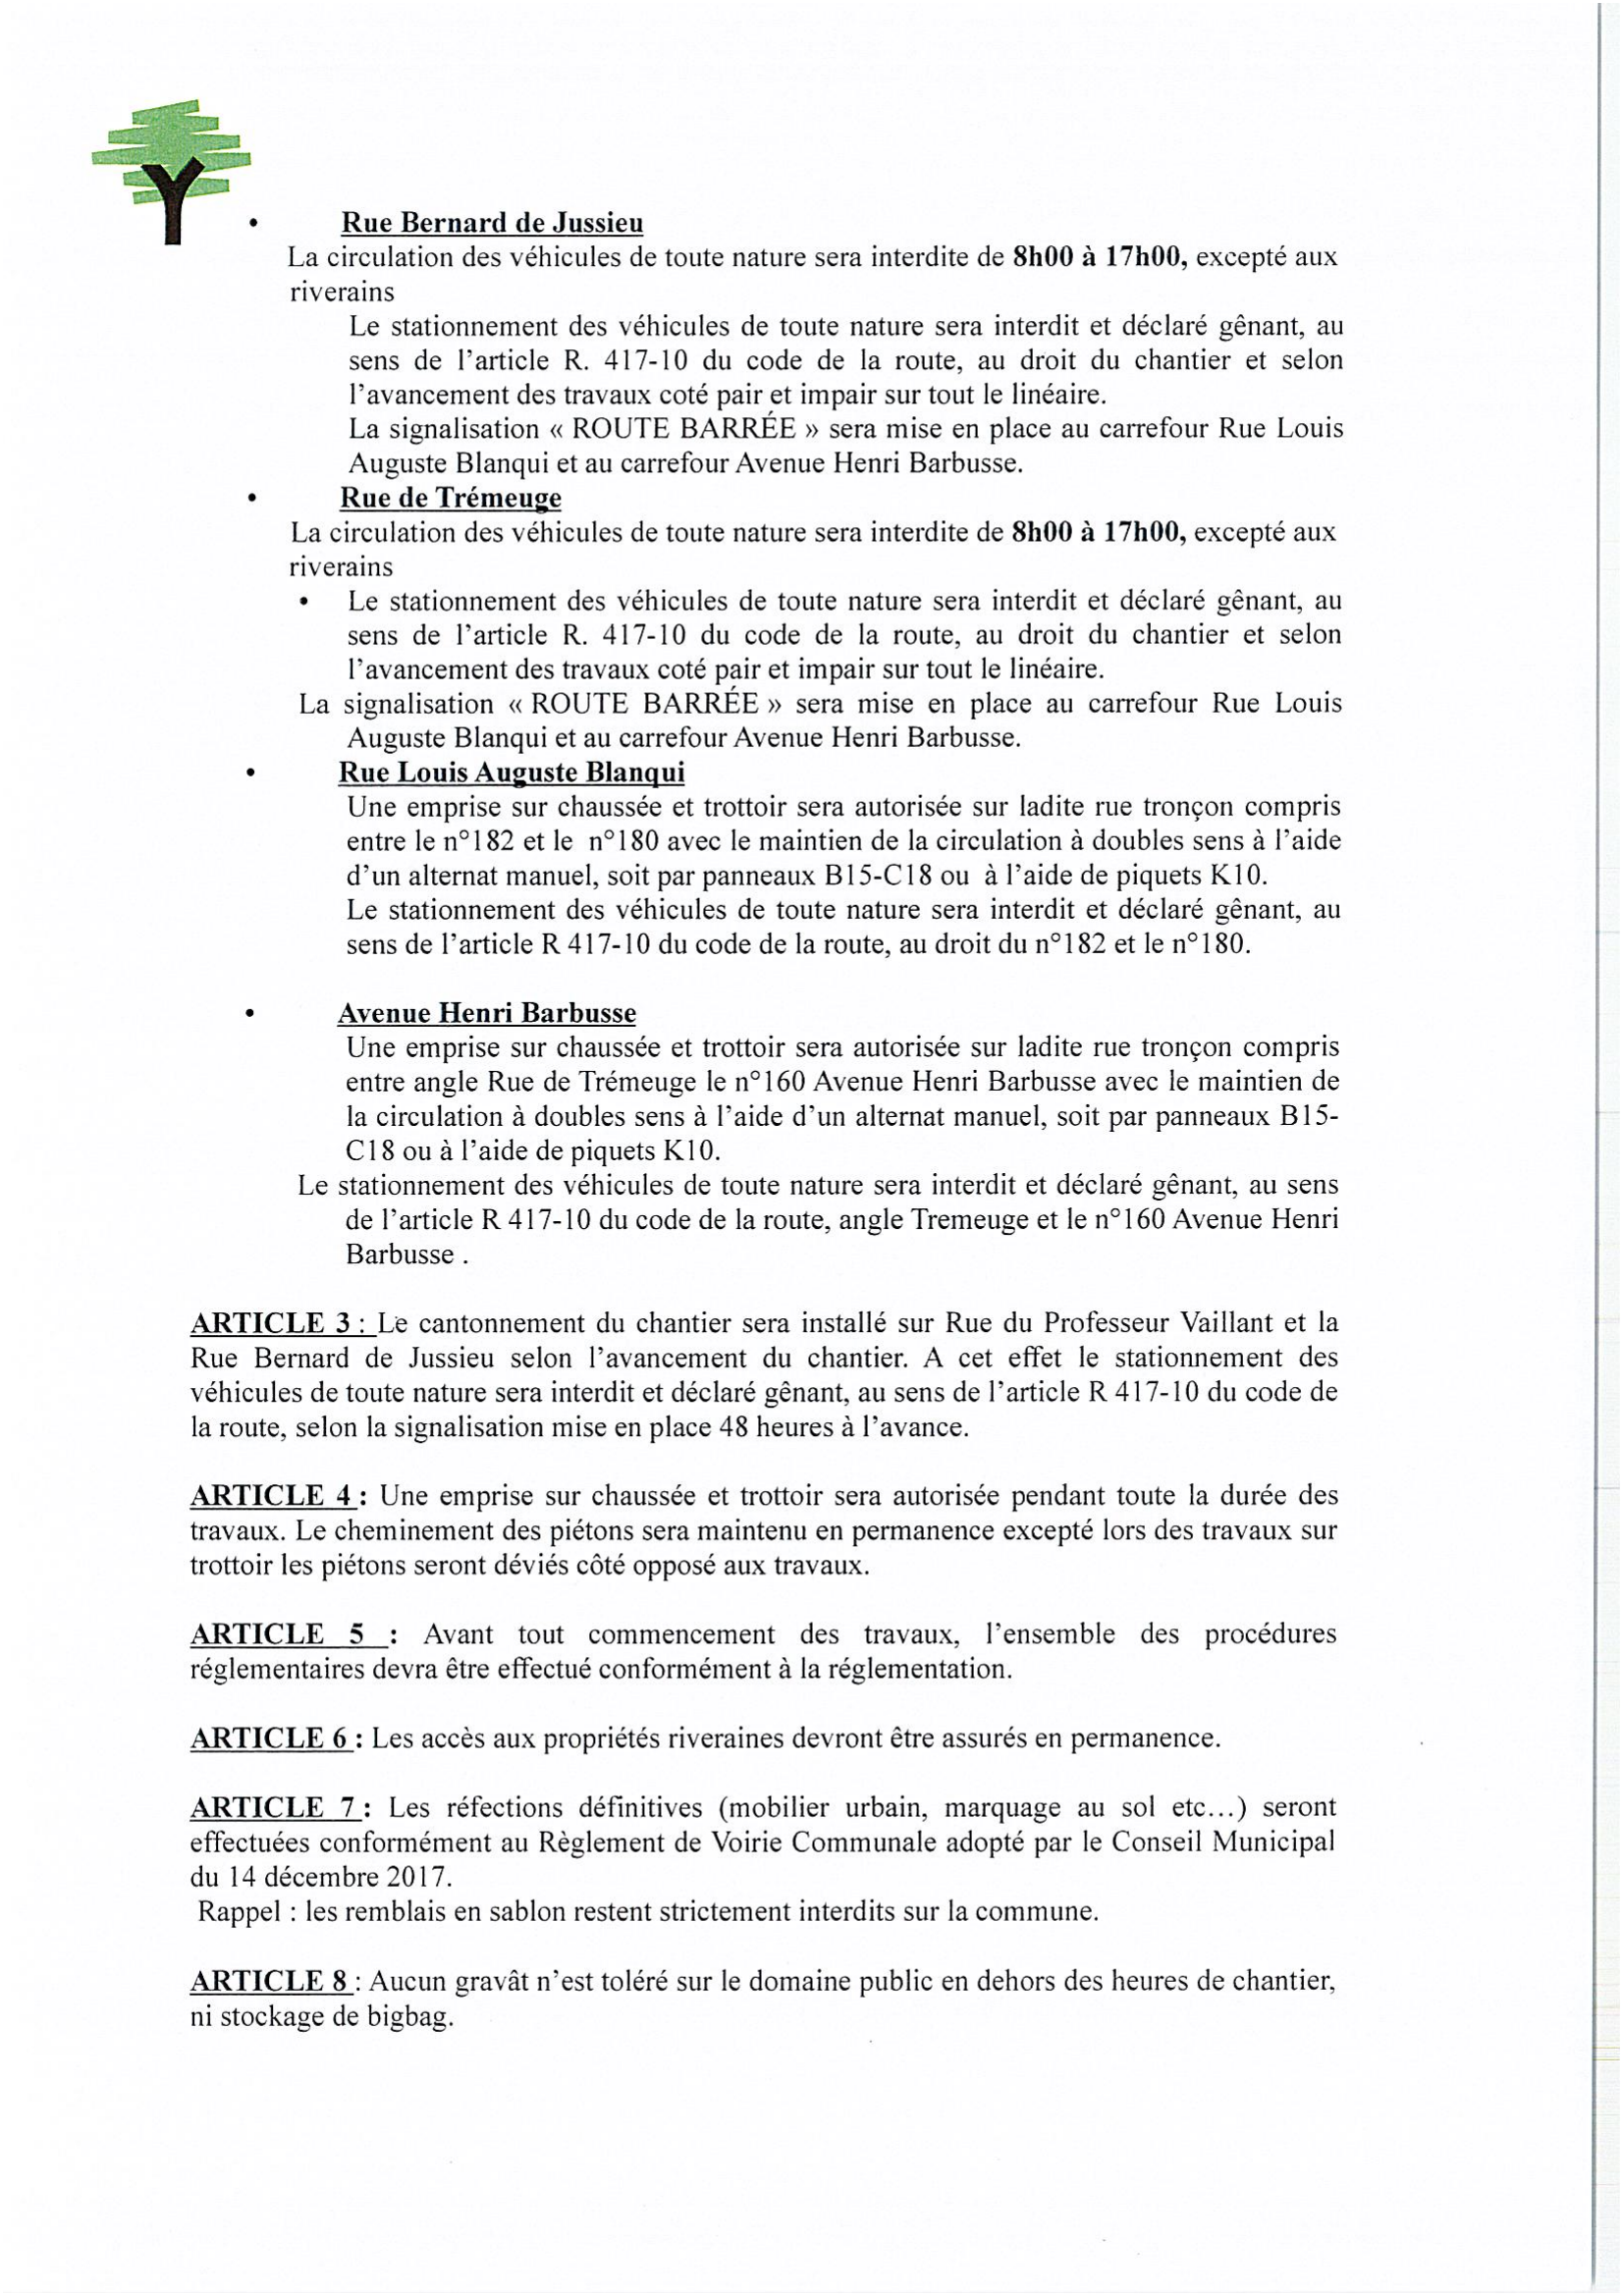 • Rue Bernard de Jussieu
La circulation des véhicules de toute nature sera interdite de 8h00 à 17h00, excepté aux
riverains
Le stationnement des véhicules de toute nature sera interdit et déclaré gênant, au
sens de l'article R. 417-10 du code de la route, au droit du chantier et selon
l'avancement des travaux coté pair et impair sur tout le linéaire.
La signalisation « ROUTE BARRÉE » sera mise en place au carrefour Rue Louis
Auguste Blanqui et au carrefour Avenue Henri Barbusse.
• Rue de Trémeuge
La circulation des véhicules de toute nature sera interdite de 8h00 à 17h00, excepté aux
riverains
• Le stationnement des véhicules de toute nature sera interdit et déclaré gênant, au
sens de l'article R. 417-10 du code de la route, au droit du chantier et selon
l'avancement des travaux coté pair et impair sur tout le linéaire.
La signalisation « ROUTE BARRÉE » sera mise en place au carrefour Rue Louis
Auguste Blanqui et au carrefour Avenue Henri Barbusse.
• Rue Louis Auguste Blanqui
Une emprise sur chaussée et trottoir sera autorisée sur ladite rue tronçon compris
entre le n°182 et le n°180 avec le maintien de la circulation à doubles sens à l'aide
d'un alternat manuel, soit par panneaux B15-C18 ou à l'aide de piquets K10.
Le stationnement des véhicules de toute nature sera interdit et déclaré gênant, au
sens de l'article R 417-10 du code de la route, au droit du n°182 et le n°180.
• Avenue Henri Barbusse
Une emprise sur chaussée et trottoir sera autorisée sur ladite rue tronçon compris
entre angle Rue de Trémeuge le n°160 Avenue Henri Barbusse avec le maintien de
la circulation à doubles sens à l'aide d'un alternat manuel, soit par panneaux B15-
C18 ou à l'aide de piquets K10.
Le stationnement des véhicules de toute nature sera interdit et déclaré gênant, au sens
de l'article R 417-10 du code de la route, angle Tremeuge et le n°160 Avenue Henri
Barbusse .
ARTICLE 3 : Le cantonnement du chantier sera installé sur Rue du Professeur Vaillant et la
Rue Bernard de Jussieu selon l'avancement du chantier. A cet effet le stationnement des
véhicules de toute nature sera interdit et déclaré gênant, au sens de l'article R 417-10 du code de
la route, selon la signalisation mise en place 48 heures à l'avance.
ARTICLE 4 : Une emprise sur chaussée et trottoir sera autorisée pendant toute la durée des
travaux. Le cheminement des piétons sera maintenu en permanence excepté lors des travaux sur
trottoir les piétons seront déviés côté opposé aux travaux.
ARTICLE 5 : Avant tout commencement des travaux, l'ensemble des procédures
réglementaires devra être effectué conformément à la réglementation.
ARTICLE 6 : Les accès aux propriétés riveraines devront être assurés en permanence.
ARTICLE 7 : Les réfections définitives (mobilier urbain, marquage au sol etc...) seront
effectuées conformément au Règlement de Voirie Communale adopté par le Conseil Municipal
du 14 décembre 2017.
Rappel : les remblais en sablon restent strictement interdits sur la commune.
ARTICLE 8 : Aucun gravât n'est toléré sur le domaine public en dehors des heures de chantier,
ni stockage de bigbag.